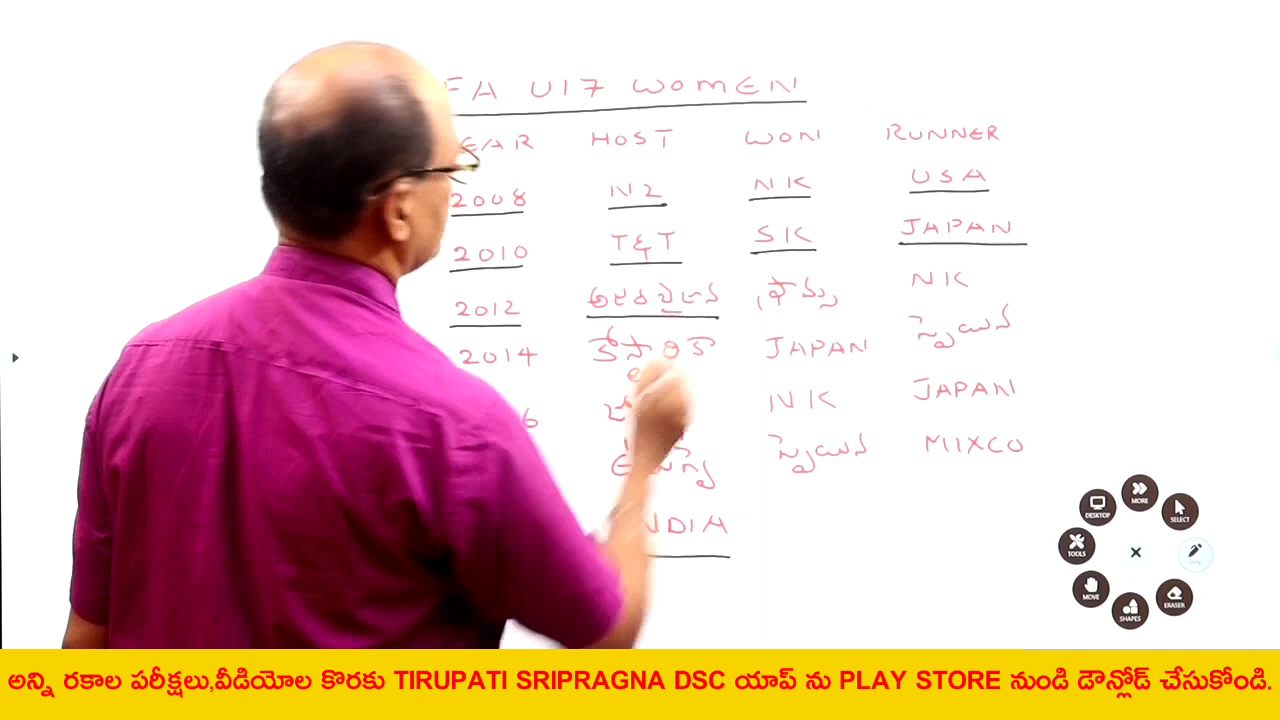 FA U17 WOMEN
EAR HOST WON RUNNER
2008 NZ NK USA
2010 T&T SK JAPAN
2012 అజర్‌బైజాన్ ఫ్రాన్సు NK
2014 కోస్టారికా JAPAN స్పెయిన్
6 NK JAPAN
స్పెయిన్ MIXCO
NDIA
MORE
DESKTOP SELECT
TOOLS
MOVE ERASER
SHAPES
అన్ని రకాల పరీక్షలు,వీడియోల కొరకు TIRUPATI SRIPRAGNA DSC యాప్ ను PLAY STORE నుండి డౌన్లోడ్ చేసుకోండి.